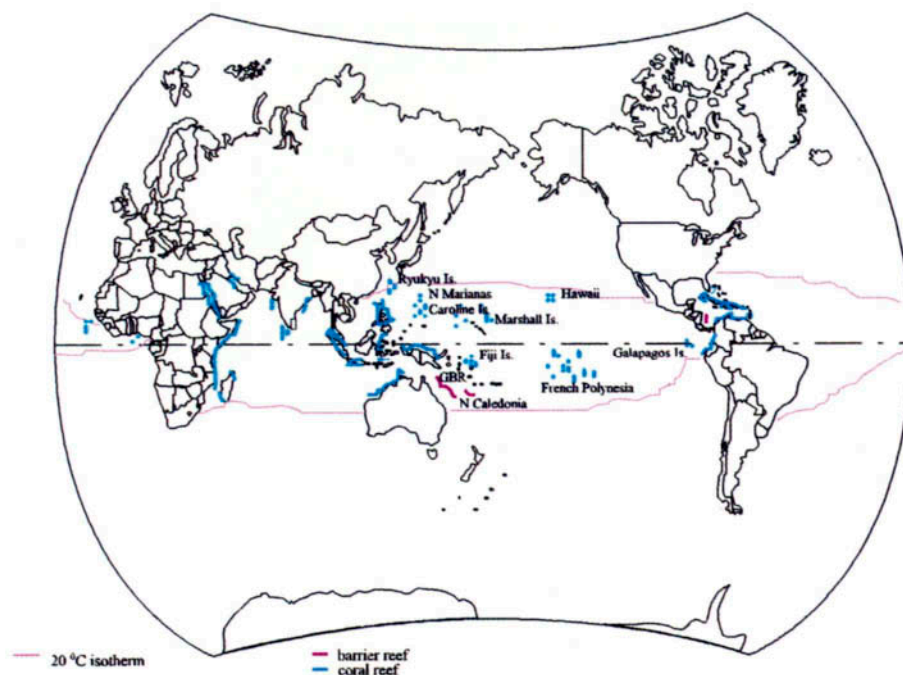 Ryukyu Is.
N Marianas
Hawaii
Caroline Is.
Marshall Is.
Fiji Is.
Galapagos Is.
GBR
French Polynesia
N Caledonia
20 ⁰C isotherm
barrier reef
coral reef